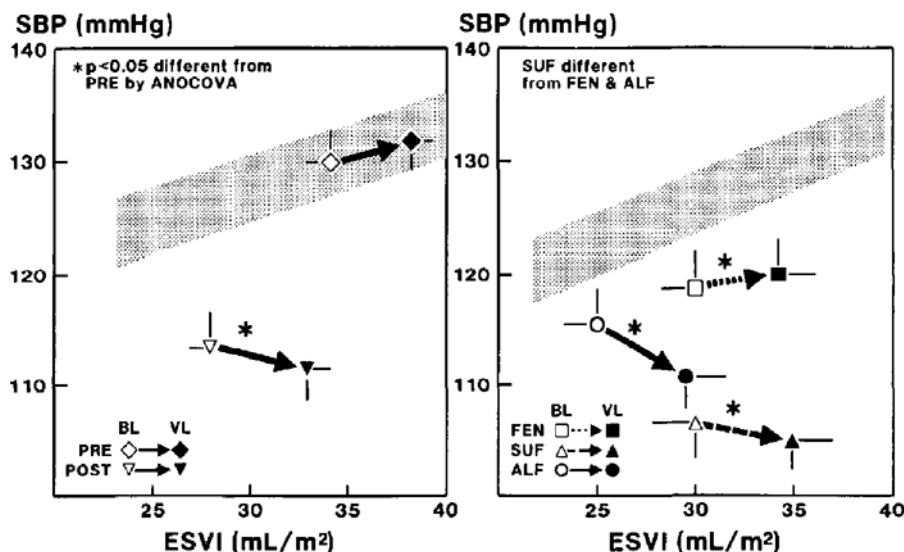 SBP (mmHg)
140
130
120
110
100
*p<0.05 different from
PRE by ANOCOVA
*
BL VL
PRE
POST
25 30 35 40
ESVI (mL/m²)
SBP (mmHg)
140
130
120
110
100
SUF different
from FEN & ALF
*
*
*
BL VL
FEN
SUF
ALF
25 30 35 40
ESVI (mL/m²)